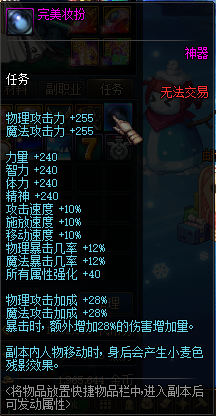 完美妆扮
神器
任务
无法交易
物理攻击力 +255
魔法攻击力 +255
力量 +240
智力 +240
体力 +240
精神 +240
攻击速度 +10%
施放速度 +10%
移动速度 +10%
物理暴击几率 +12%
魔法暴击几率 +12%
所有属性强化 +40
物理攻击加成 +28%
魔法攻击加成 +28%
暴击时，额外增加28%的伤害增加量。
副本内人物移动时，身后会产生小麦色
残影效果。
<将物品放置快捷物品栏中,进入副本后
可发动属性>